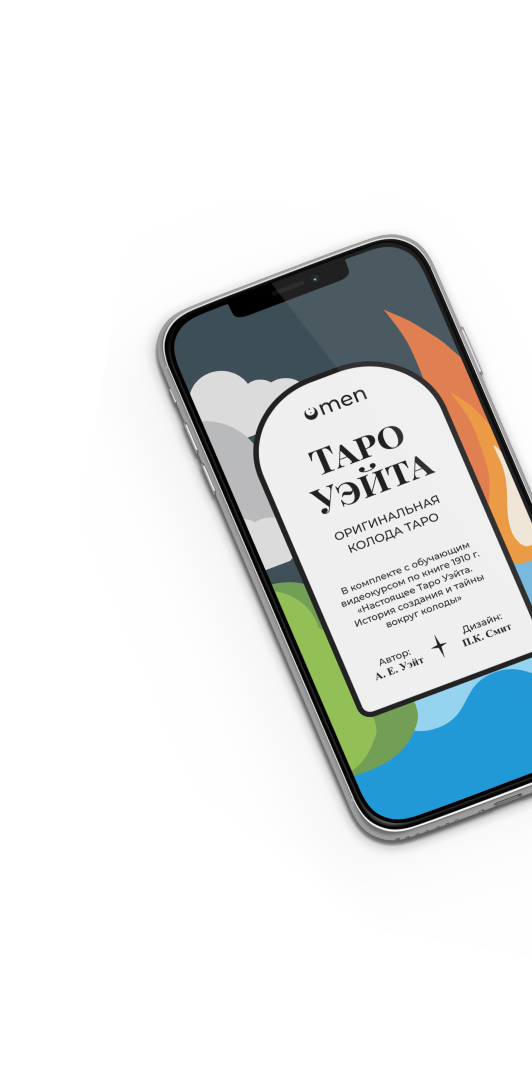 omen
ТАРО
УЭЙТА
ОРИГИНАЛЬНАЯ
КОЛОДА ТАРО
В комплекте с обучающим
видеокурсом по книге 1910 г.
«Настоящее Таро Уэйта.
История создания и тайны
вокруг колоды»
Автор:
А. Е. Уэйт
Дизайн:
П.К. Смит